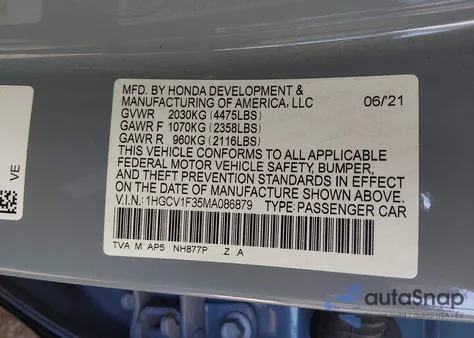 MFD. BY HONDA DEVELOPMENT &
MANUFACTURING OF AMERICA, LLC 06/'21
GVWR 2030KG (4475LBS)
GAWR F 1070KG (2358LBS)
GAWR R 960KG (2116LBS)
THIS VEHICLE CONFORMS TO ALL APPLICABLE
FEDERAL MOTOR VEHICLE SAFETY, BUMPER,
AND THEFT PREVENTION STANDARDS IN EFFECT
ON THE DATE OF MANUFACTURE SHOWN ABOVE.
V.I.N.: 1HGCV1F35MA086879 TYPE: PASSENGER CAR
TVA M AP5 NH877P .Z .A
VE
autoSnap